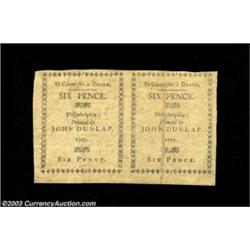 To Counterfeit is DEATH.
SIX PENCE.
Philadelphia:
Printed by
JOHN DUNLAP.
1777.
SIX PENCE.
To Counterfeit is DEATH.
SIX PENCE.
Philadelphia:
Printed by
JOHN DUNLAP.
1777.
SIX PENCE.
©2003 CurrencyAuction.com